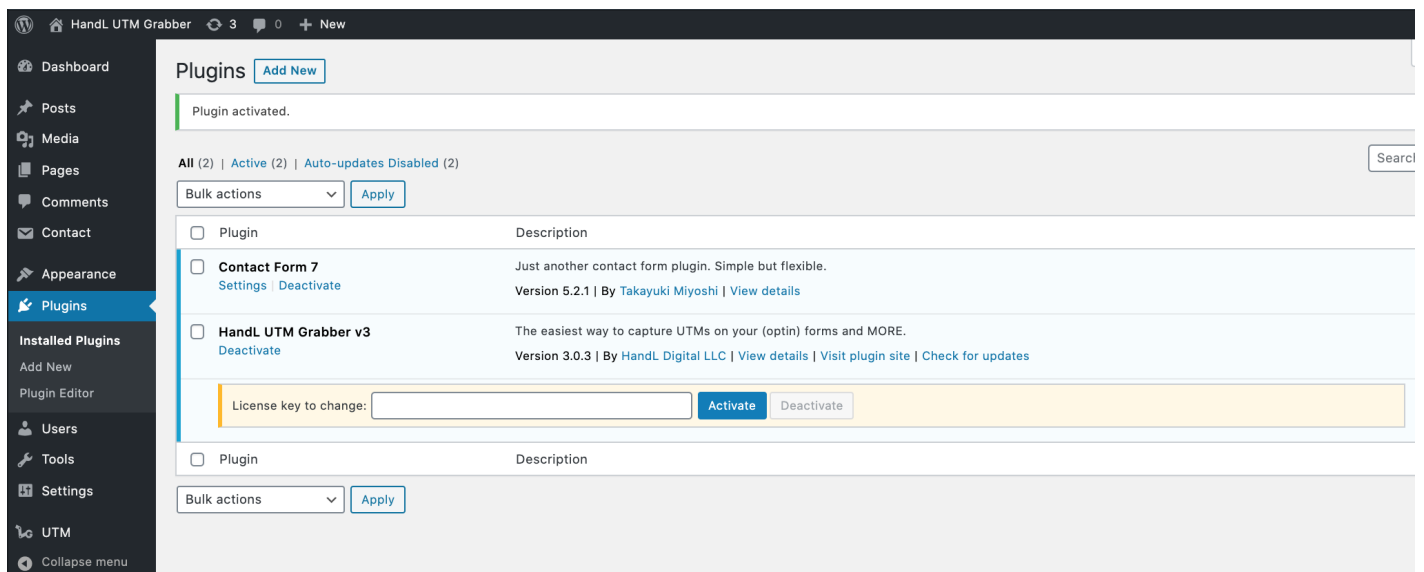 HandL UTM Grabber 3 0 + New
Dashboard
Posts
Media
Pages
Comments
Contact
Appearance
Plugins
Installed Plugins
Add New
Plugin Editor
Users
Tools
Settings
UTM
Collapse menu
Plugins Add New
Plugin activated.
All (2) | Active (2) | Auto-updates Disabled (2)
Search
Bulk actions Apply
Plugin Description
Contact Form 7 Just another contact form plugin. Simple but flexible.
Settings | Deactivate Version 5.2.1 | By Takayuki Miyoshi | View details
HandL UTM Grabber v3 The easiest way to capture UTMs on your (optin) forms and MORE.
Deactivate Version 3.0.3 | By HandL Digital LLC | View details | Visit plugin site | Check for updates
License key to change: Activate Deactivate
Plugin Description
Bulk actions Apply